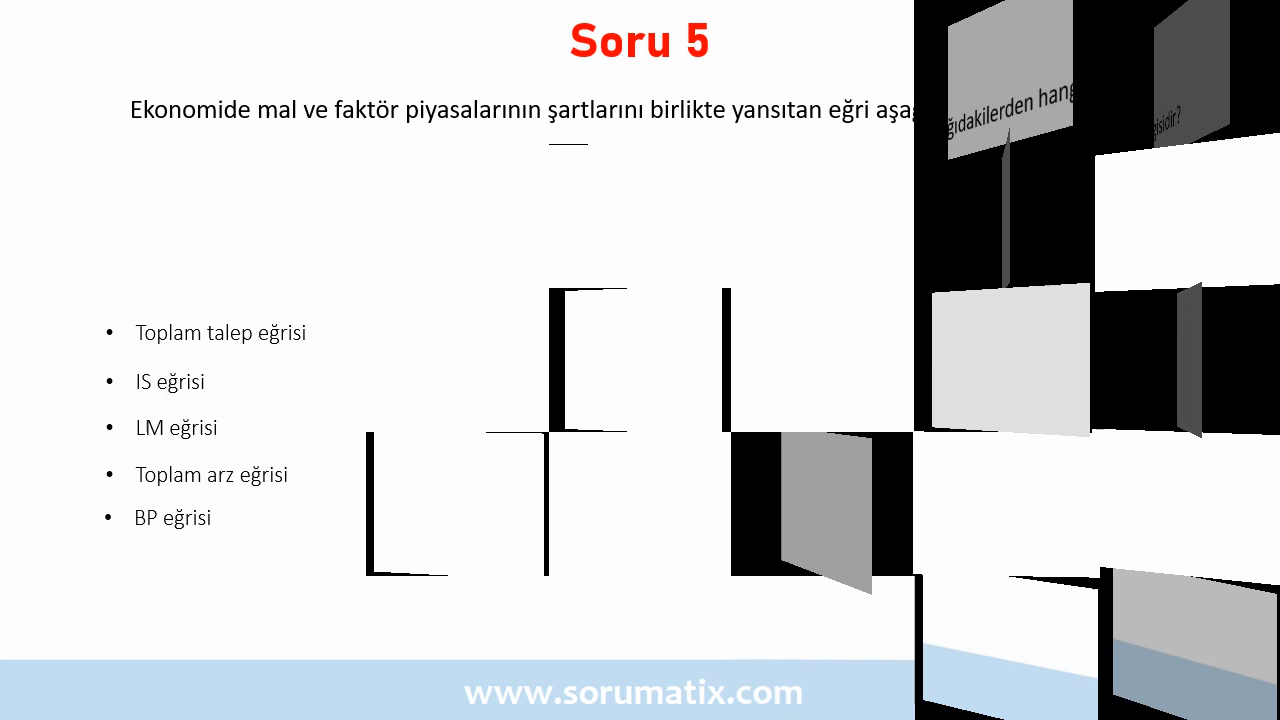 Soru 5
Ekonomide mal ve faktör piyasalarının şartlarını birlikte yansıtan eğri aşağıdakilerden hangisidir?
• Toplam talep eğrisi
• IS eğrisi
• LM eğrisi
• Toplam arz eğrisi
• BP eğrisi
www.sorumatix.com